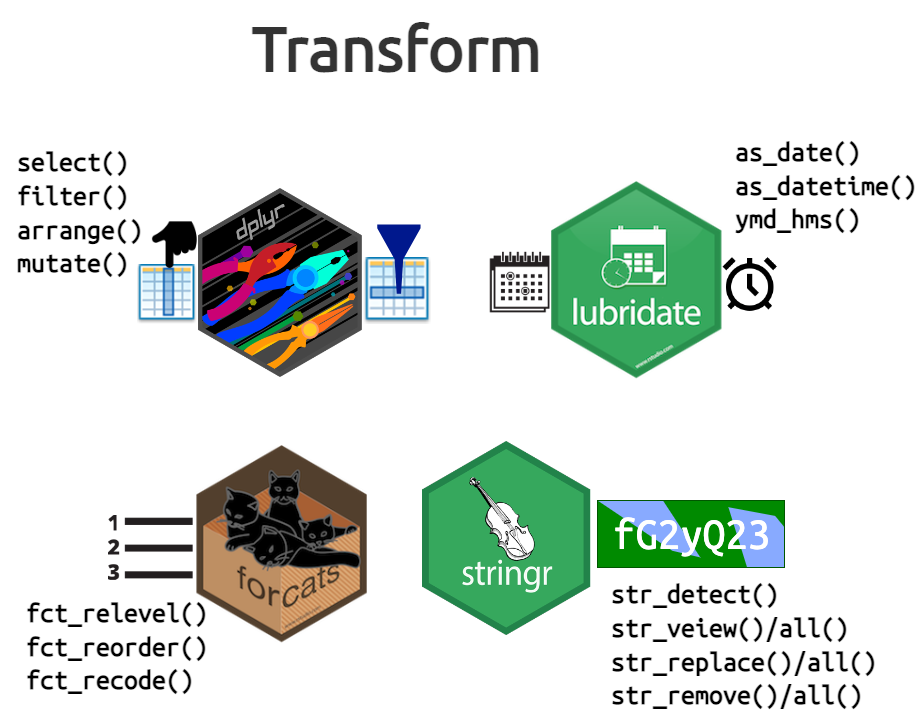 Transform
select()
filter()
arrange()
mutate()
dplyr
as_date()
as_datetime()
ymd_hms()
lubridate
www.rstudio.com
1
2
3
forcats
fct_relevel()
fct_reorder()
fct_recode()
stringr
fG2yQ23
str_detect()
str_veiew()/all()
str_replace()/all()
str_remove()/all()